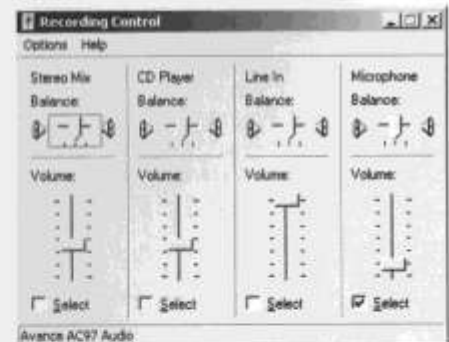 Recording Control
Options Help
Stereo Mix
Balance:
Volume:
Select
CD Player
Balance:
Volume:
Select
Line In
Balance:
Volume:
Select
Microphone
Balance:
Volume:
Select
Avance AC97 Audio